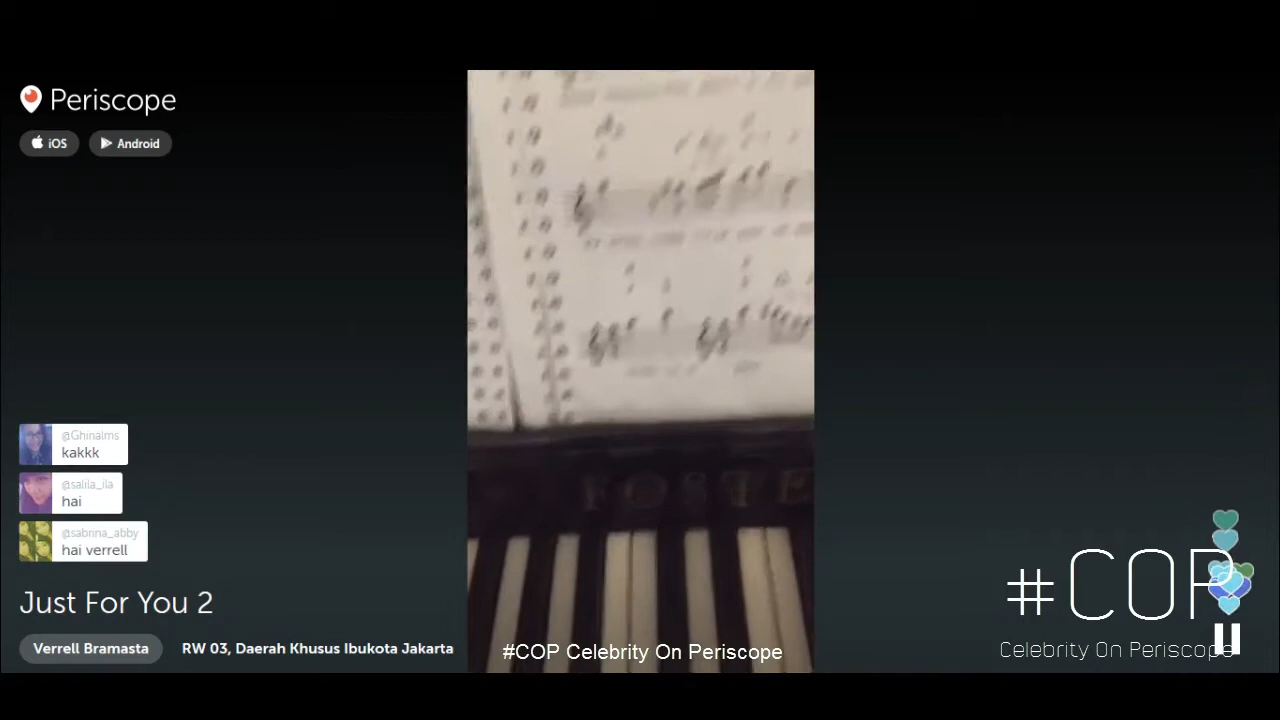 Periscope
iOS
Android
@Ghinalms
kakkk
@salila_ila
hai
@sabrina_abby
hai verrell
Just For You 2
Verrell Bramasta
RW 03, Daerah Khusus Ibukota Jakarta
#COP Celebrity On Periscope
#COP
Celebrity On Periscope